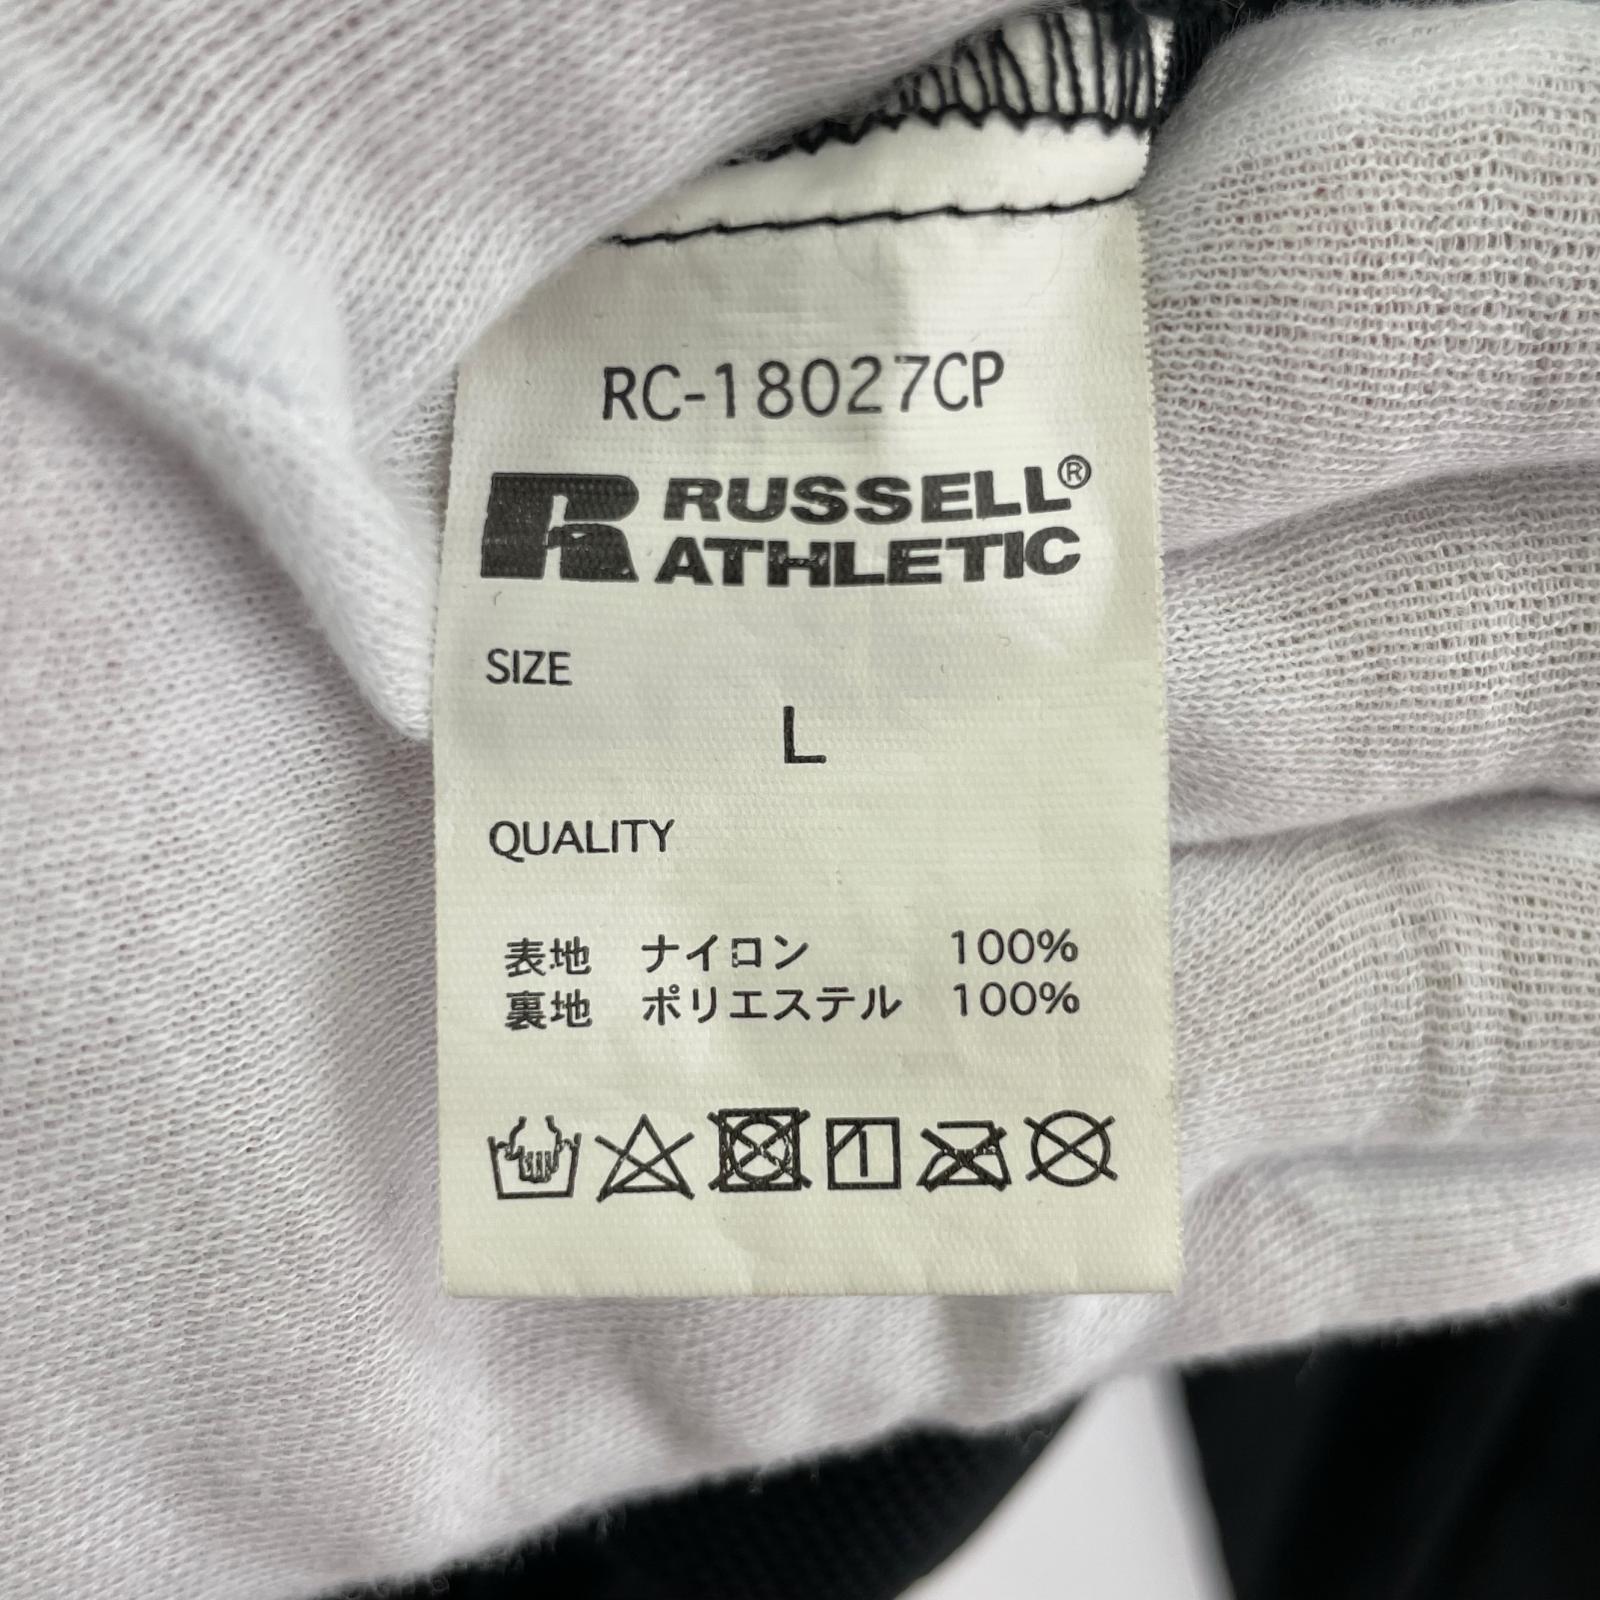 RC-18027CP
R RUSSELL®
ATHLETIC
SIZE
L
QUALITY
表地 ナイロン 100%
裏地 ポリエステル 100%